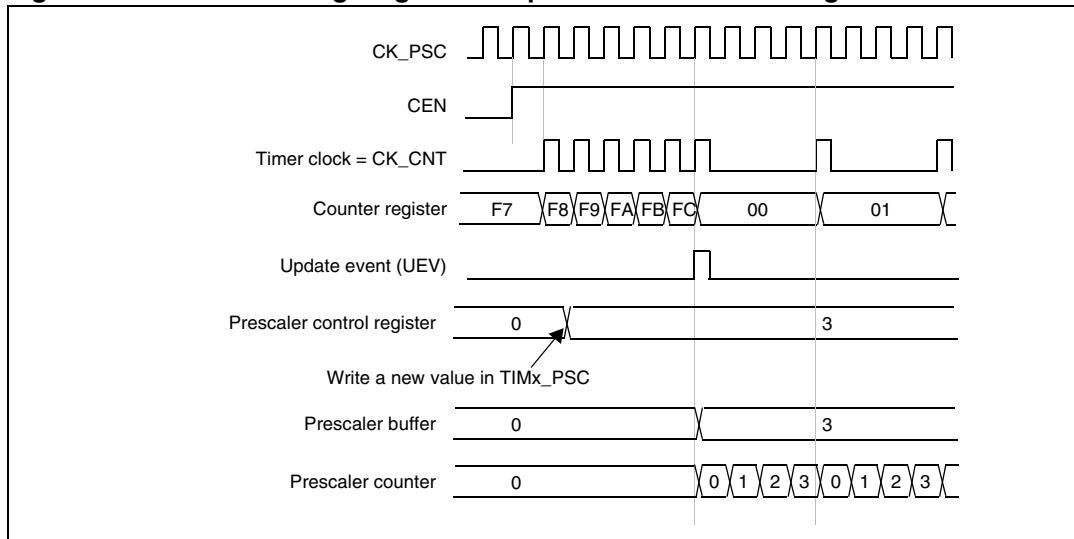 CK_PSC
CEN
Timer clock = CK_CNT
Counter register F7 F8 F9 FA FB FC 00 01
Update event (UEV)
Prescaler control register 0 3
Write a new value in TIMx_PSC
Prescaler buffer 0 3
Prescaler counter 0 0 1 2 3 0 1 2 3